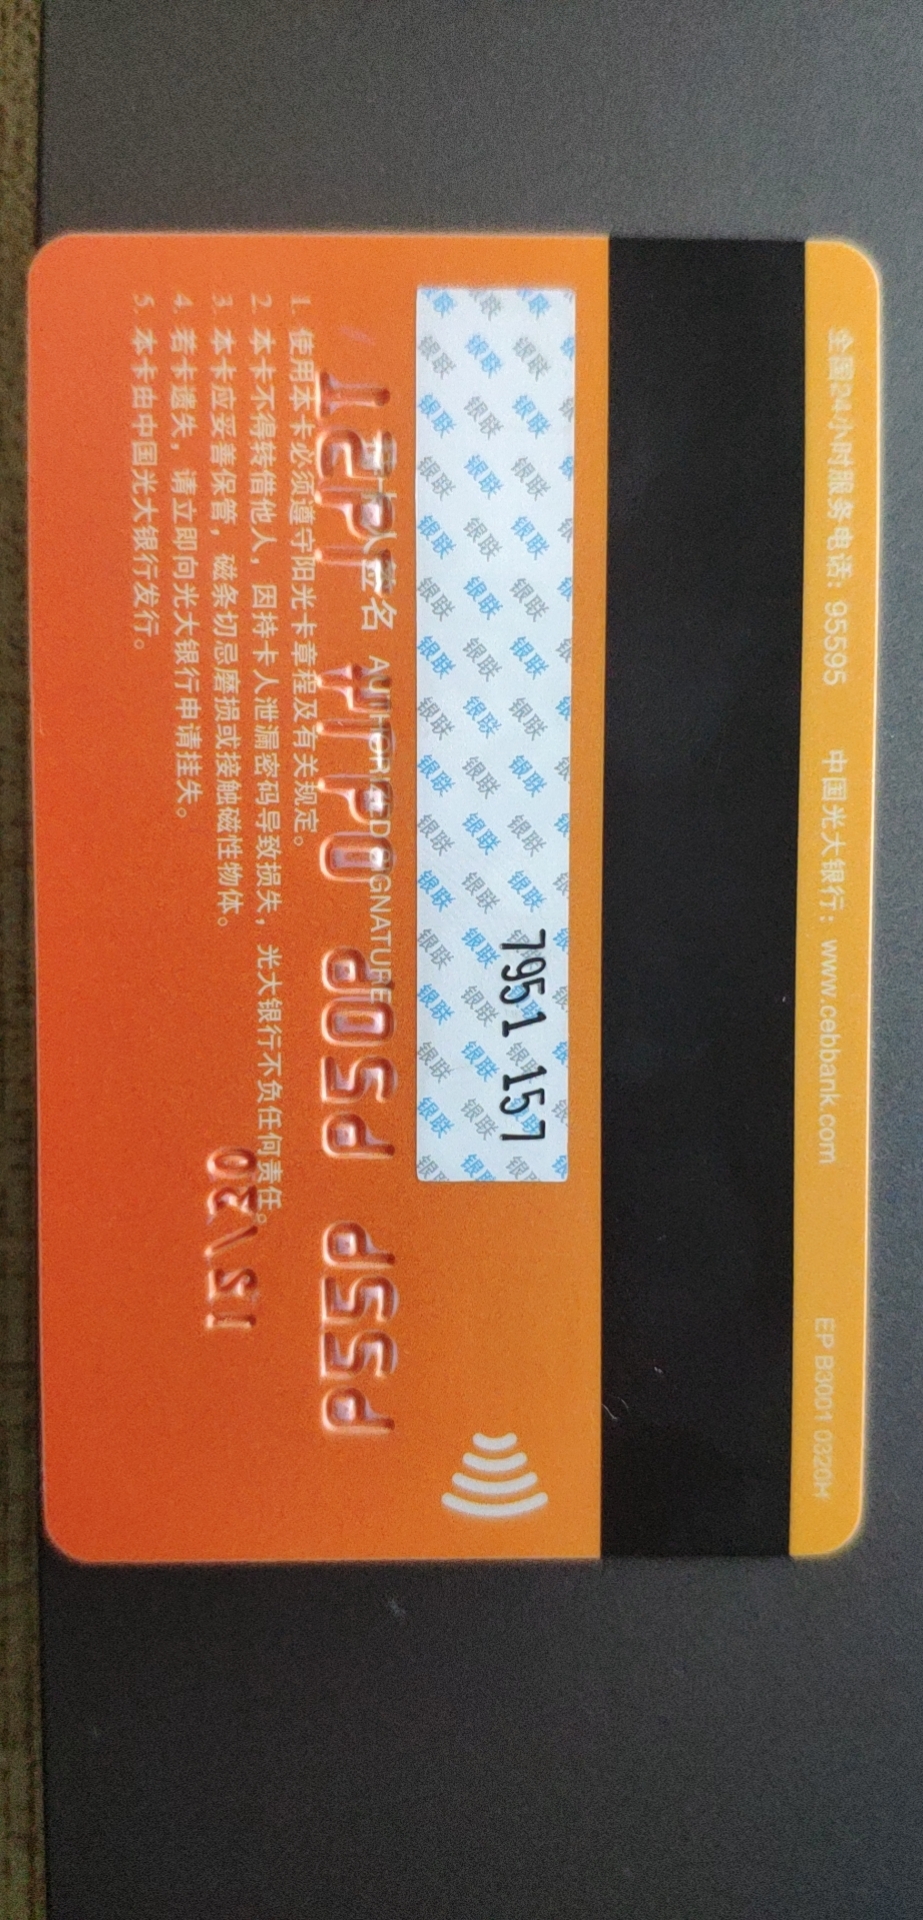 全国24小时服务电话：95595 中国光大银行：www.cebbank.com EP B3001 0320H
银联
7951 157
持卡人签名 AUTHORIZED SIGNATURE
1. 使用本卡必须遵守阳光卡章程及有关规定。
2. 本卡不得转借他人，因持卡人泄漏密码导致损失，光大银行不负任何责任。
3. 本卡应妥善保管，磁条切忌磨损或接触磁性物体。
4. 若卡遗失，请立即向光大银行申请挂失。
5. 本卡由中国光大银行发行。